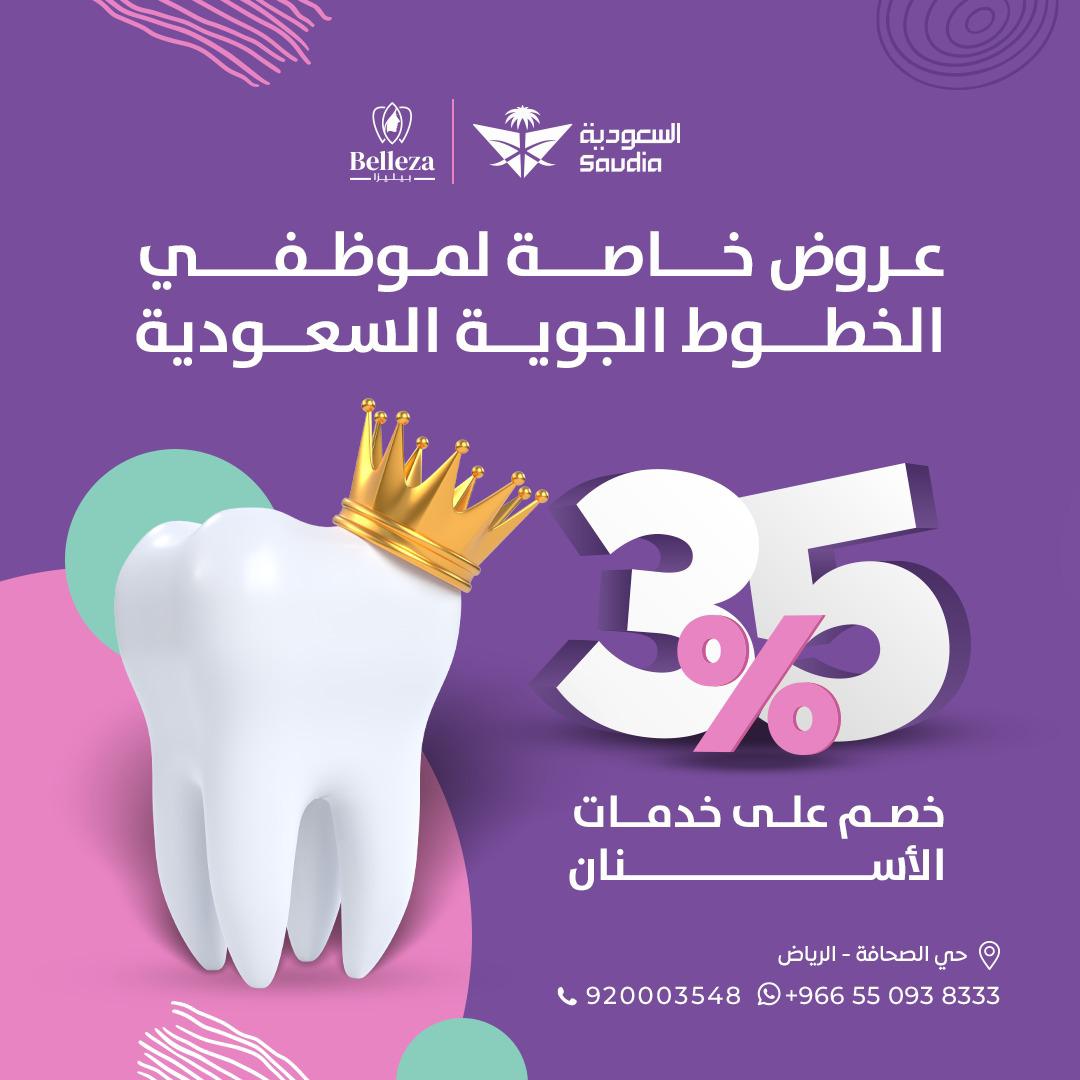 Belleza
بيليزا
السعودية
Saudia
عروض خاصة لموظفي
الخطوط الجوية السعودية
35%
خصم على خدمات
الأسنان
حي الصحافة - الرياض
920003548 +966 55 093 8333